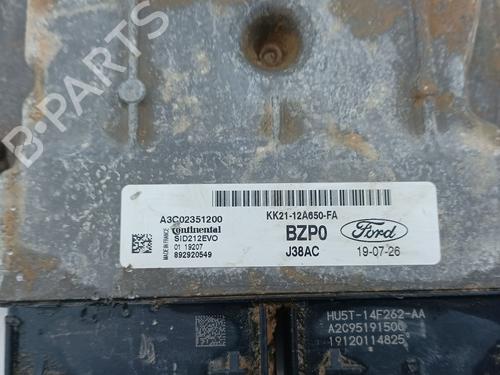 B-PARTS
A3C02351200
Continental
SID212EVO
MADE IN FRANCE
01 19207
892920549
KK21-12A650-FA
BZP0
J38AC
Ford
19-07-26
HU5T-14F262-AA
A2C95191500
19120114825